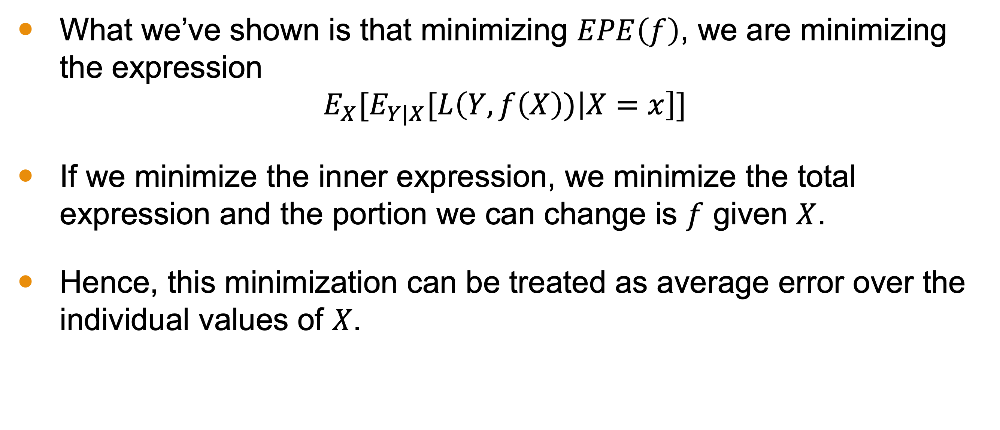 • What we’ve shown is that minimizing EPE(f), we are minimizing
the expression
E_X[E_{Y|X}[L(Y, f(X))|X = x]]
• If we minimize the inner expression, we minimize the total
expression and the portion we can change is f given X.
• Hence, this minimization can be treated as average error over the
individual values of X.